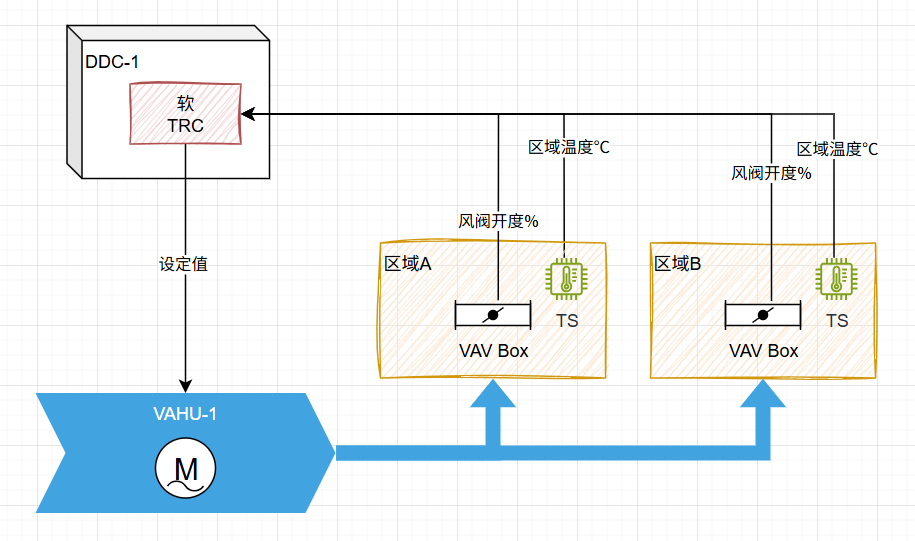 DDC-1
软
TRC
区域温度℃
区域温度℃
风阀开度%
风阀开度%
设定值
区域A
区域B
TS
TS
VAV Box
VAV Box
VAHU-1
M